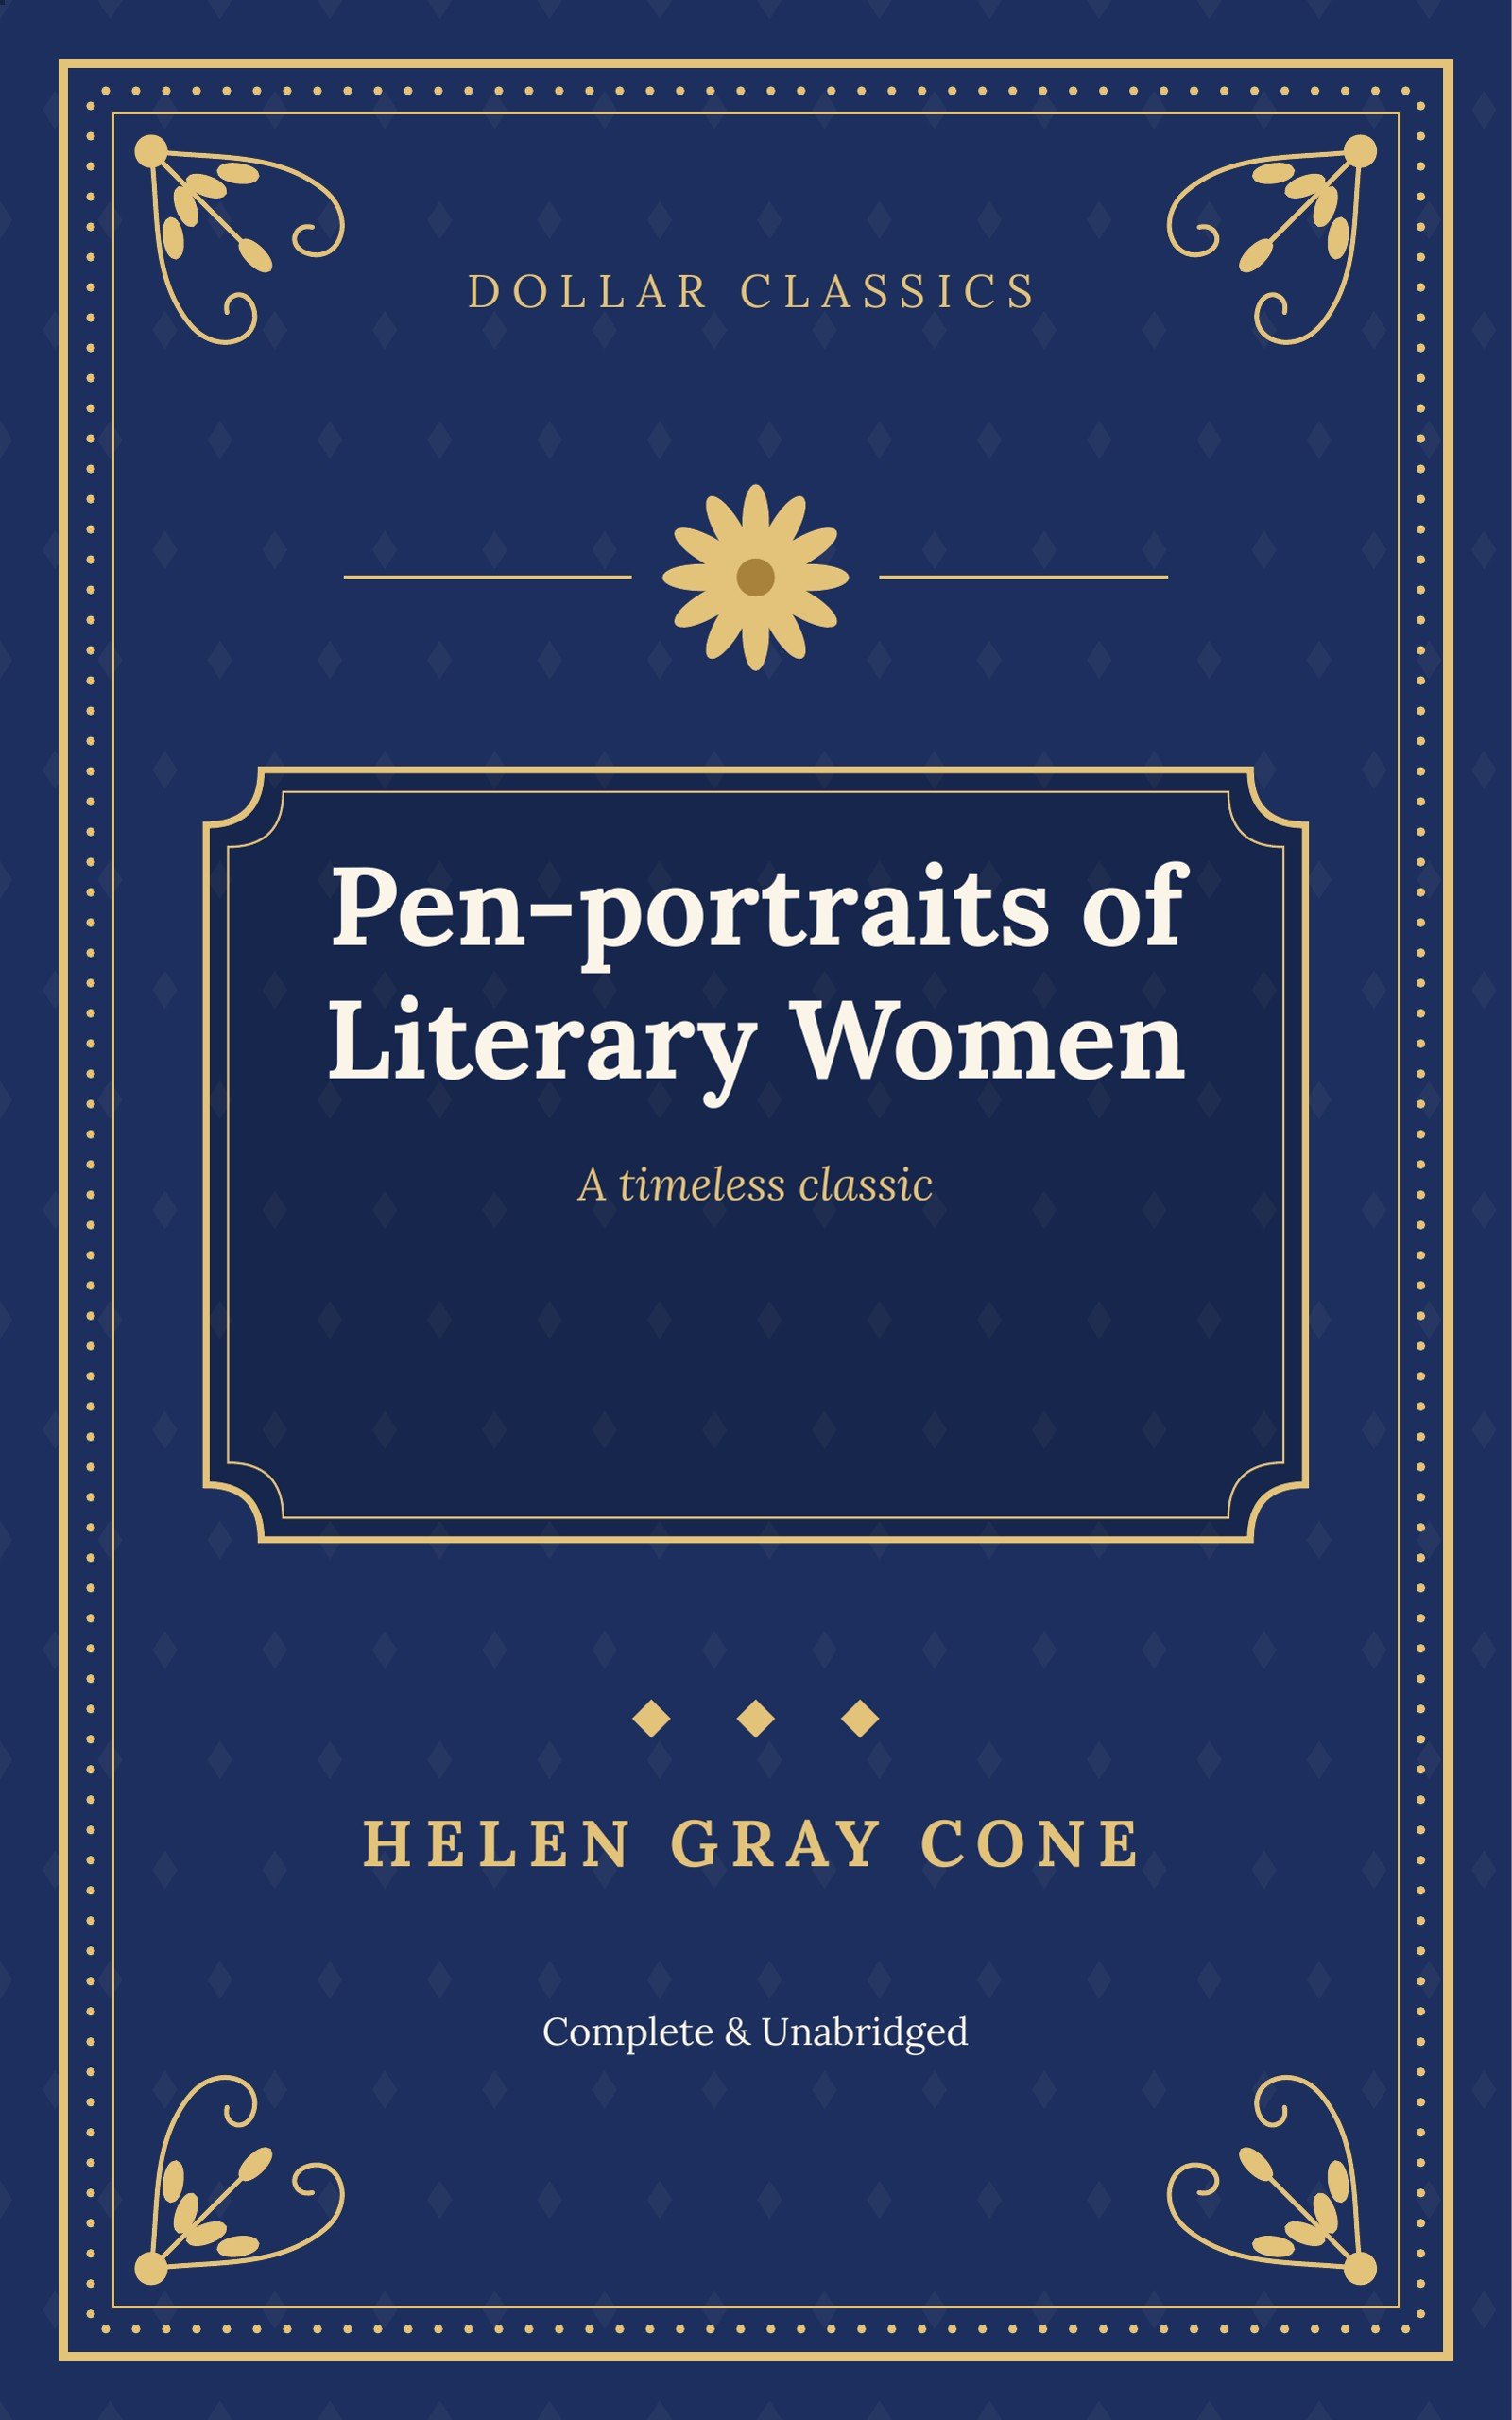 DOLLAR CLASSICS
Pen-portraits of
Literary Women
A timeless classic
HELEN GRAY CONE
Complete & Unabridged